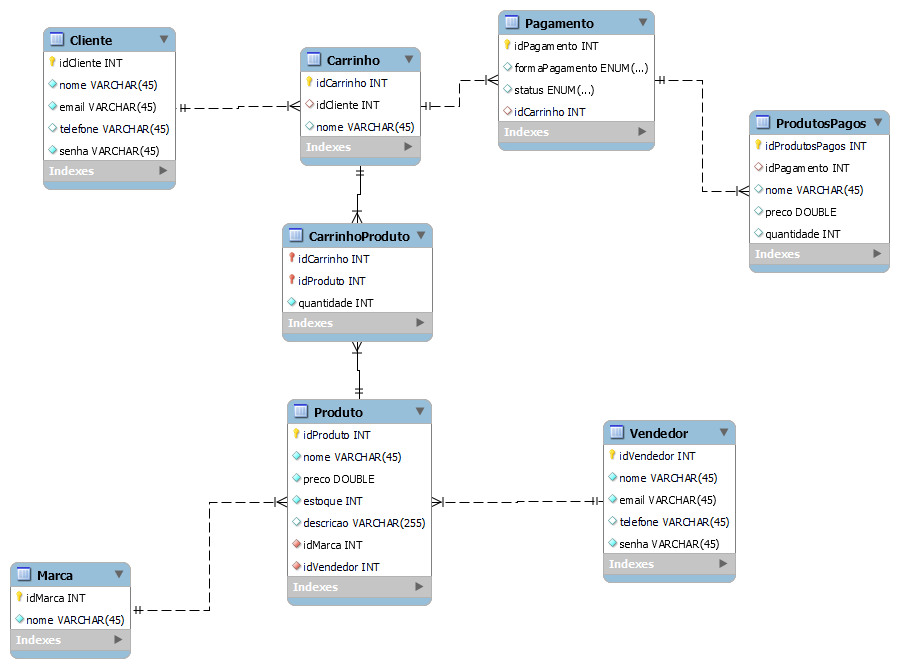 Cliente
idCliente INT
nome VARCHAR(45)
email VARCHAR(45)
telefone VARCHAR(45)
senha VARCHAR(45)
Indexes
Carrinho
idCarrinho INT
idCliente INT
nome VARCHAR(45)
Indexes
Pagamento
idPagamento INT
formaPagamento ENUM(...)
status ENUM(...)
idCarrinho INT
Indexes
ProdutosPagos
idProdutosPagos INT
idPagamento INT
nome VARCHAR(45)
preco DOUBLE
quantidade INT
Indexes
CarrinhoProduto
idCarrinho INT
idProduto INT
quantidade INT
Indexes
Produto
idProduto INT
nome VARCHAR(45)
preco DOUBLE
estoque INT
descricao VARCHAR(255)
idMarca INT
idVendedor INT
Indexes
Vendedor
idVendedor INT
nome VARCHAR(45)
email VARCHAR(45)
telefone VARCHAR(45)
senha VARCHAR(45)
Indexes
Marca
idMarca INT
nome VARCHAR(45)
Indexes